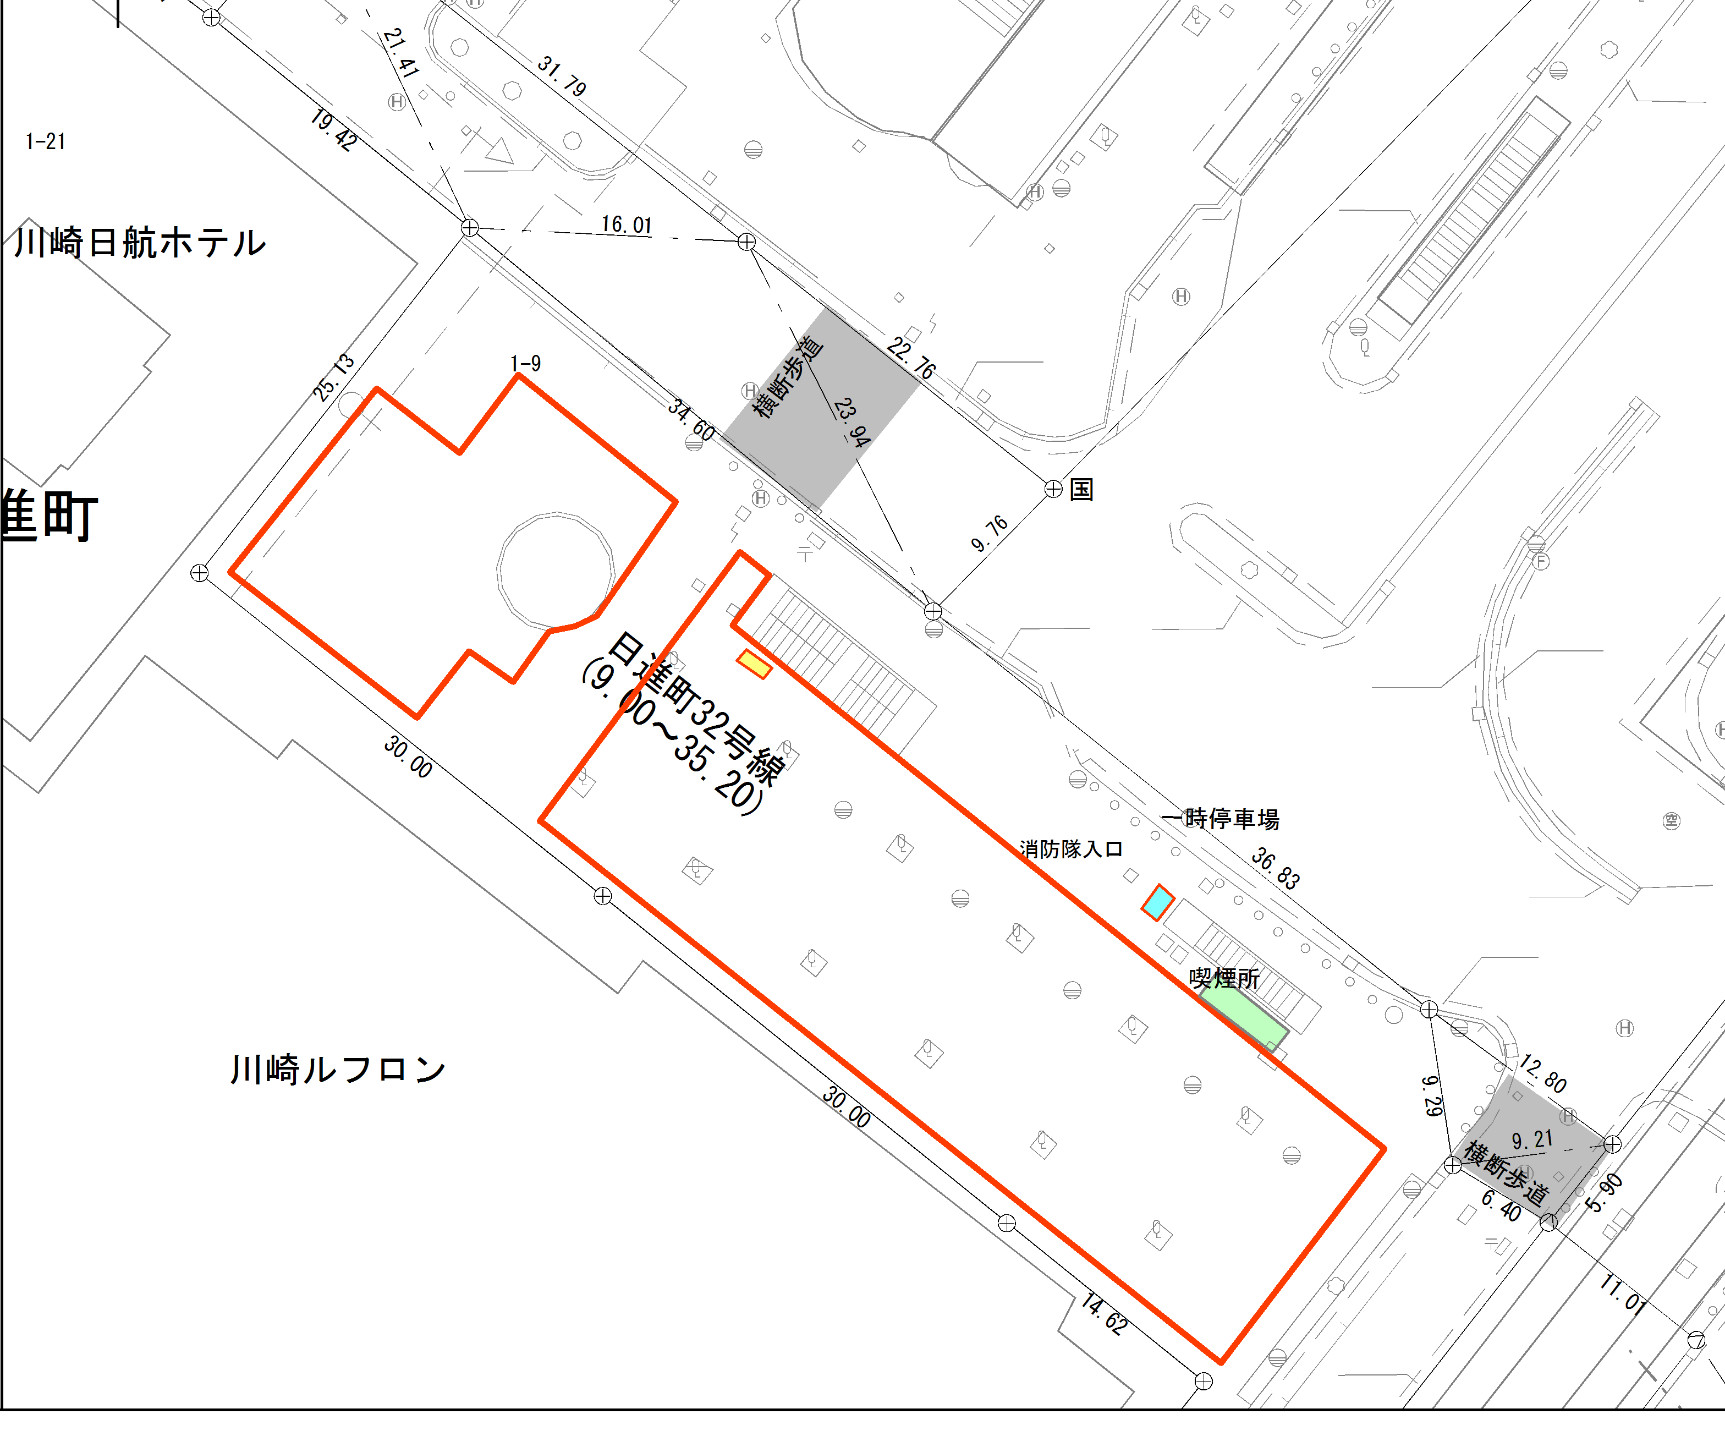 21.41
31.79
19.42
1-21
川崎日航ホテル
16.01
25.13
1-9
横断歩道
22.76
34.60
23.94
国
進町
9.76
日進町32号線
(9.00～35.20)
30.00
一時停車場
消防隊入口
36.83
喫煙所
川崎ルフロン
30.00
12.80
9.29
9.21
横断歩道
6.40
5.90
11.01
14.62
H
H
H
H
H
H
H
H
F
空